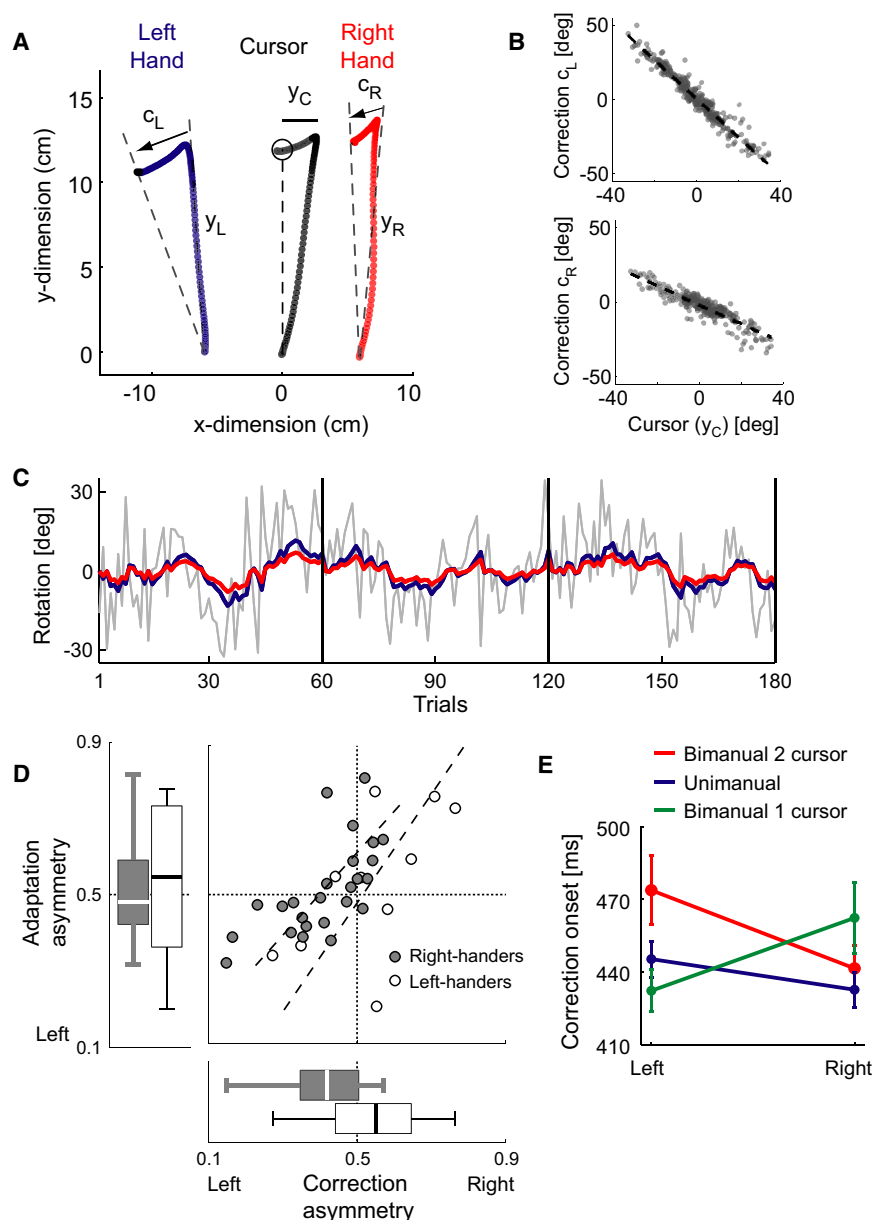 A
Left
Hand
Cursor
Right
Hand
y-dimension (cm)
15
10
5
0
c_L
y_L
y_C
c_R
y_R
-10
0
10
x-dimension (cm)
B
Correction c_L [deg]
50
0
-50
-40
0
40
Correction c_R [deg]
50
0
-50
-40
0
40
Cursor (y_C) [deg]
C
Rotation [deg]
30
0
-30
1
30
60
90
120
150
180
Trials
D
Adaptation
asymmetry
0.9
0.5
Left
0.1
Right-handers
Left-handers
0.1
0.5
0.9
Left
Correction
asymmetry
Right
E
Bimanual 2 cursor
Unimanual
Bimanual 1 cursor
Correction onset [ms]
500
470
440
410
Left
Right